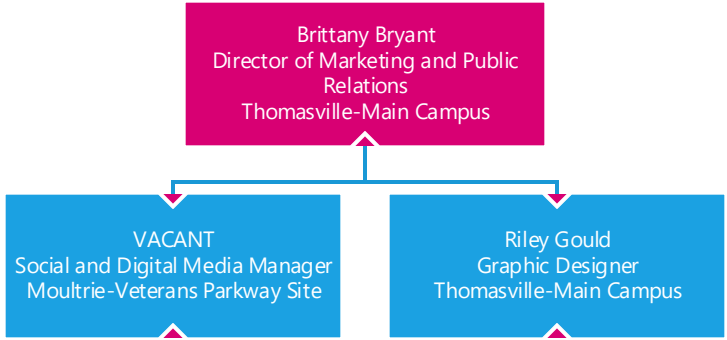 Brittany Bryant
Director of Marketing and Public
Relations
Thomasville-Main Campus
VACANT
Social and Digital Media Manager
Moultrie-Veterans Parkway Site
Riley Gould
Graphic Designer
Thomasville-Main Campus